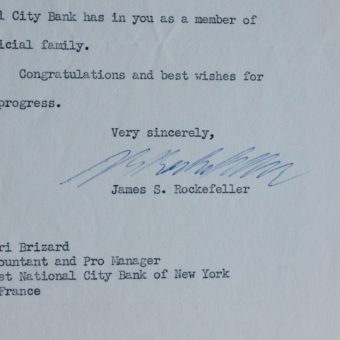 l City Bank has in you as a member of
icial family.
Congratulations and best wishes for
progress.
Very sincerely,
James S. Rockefeller
ri Brizard
ountant and Pro Manager
st National City Bank of New York
France